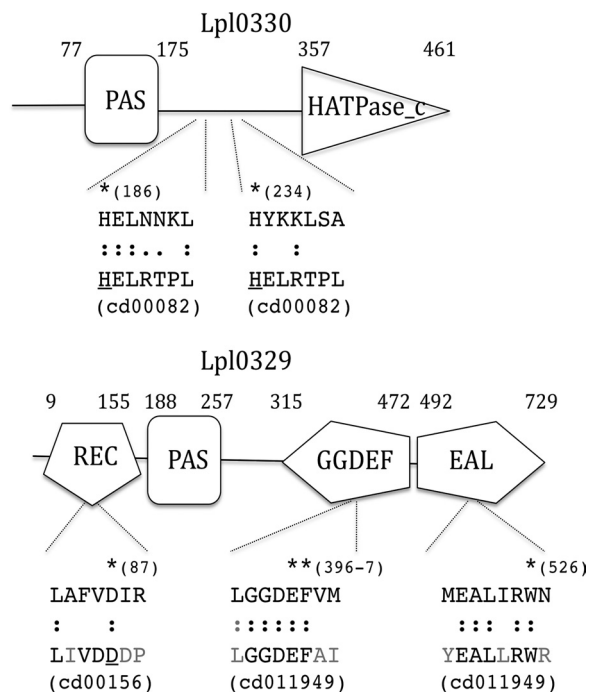 Lpl0330
77 175 357 461
PAS HATPase_c
*(186) *(234)
HELNNKL HYKKLSA
:::.. : : :
HELRTPL HELRTPL
(cd00082) (cd00082)
Lpl0329
9 155 188 257 315 472 492 729
REC PAS GGDEF EAL
*(87) **(396-7) *(526)
LAFVDIR LGGDEFVM MEALIRWN
: : :::::: ::: ::
LIVDDDP LGGDEFAI YEALLRWR
(cd00156) (cd011949) (cd011949)